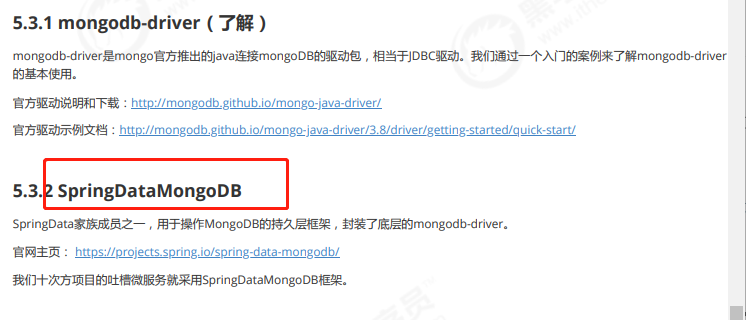 5.3.1 mongodb-driver（了解）
mongodb-driver是mongo官方推出的java连接mongoDB的驱动包，相当于JDBC驱动。我们通过一个入门的案例来了解mongodb-driver
的基本使用。
官方驱动说明和下载：http://mongodb.github.io/mongo-java-driver/
官方驱动示例文档：http://mongodb.github.io/mongo-java-driver/3.8/driver/getting-started/quick-start/
5.3.2 SpringDataMongoDB
SpringData家族成员之一，用于操作MongoDB的持久层框架，封装了底层的mongodb-driver。
官网主页： https://projects.spring.io/spring-data-mongodb/
我们十次方项目的吐槽微服务就采用SpringDataMongoDB框架。